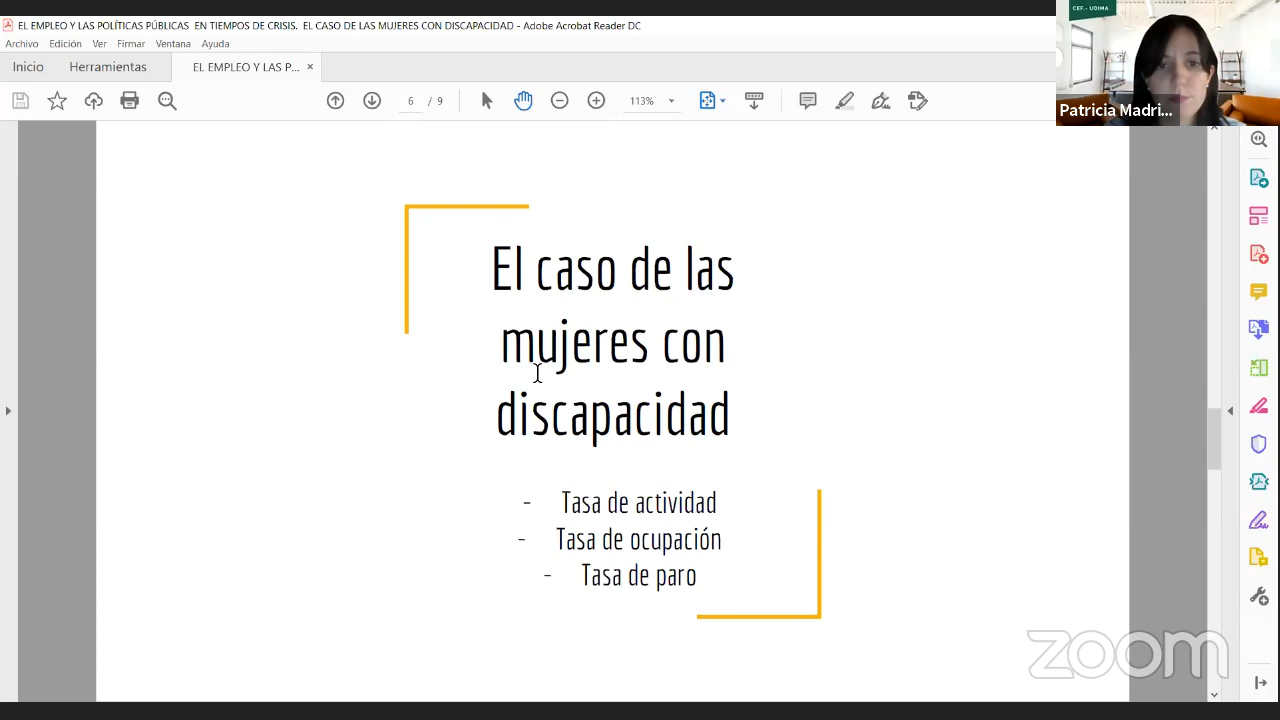 EL EMPLEO Y LAS POLÍTICAS PÚBLICAS EN TIEMPOS DE CRISIS. EL CASO DE LAS MUJERES CON DISCAPACIDAD - Adobe Acrobat Reader DC
Archivo Edición Ver Firmar Ventana Ayuda
Inicio Herramientas EL EMPLEO Y LAS P... ×
9 113%
CEF.- UDIMA
Patricia Madri...
El caso de las
mujeres con
discapacidad
- Tasa de actividad
- Tasa de ocupación
- Tasa de paro
zoom